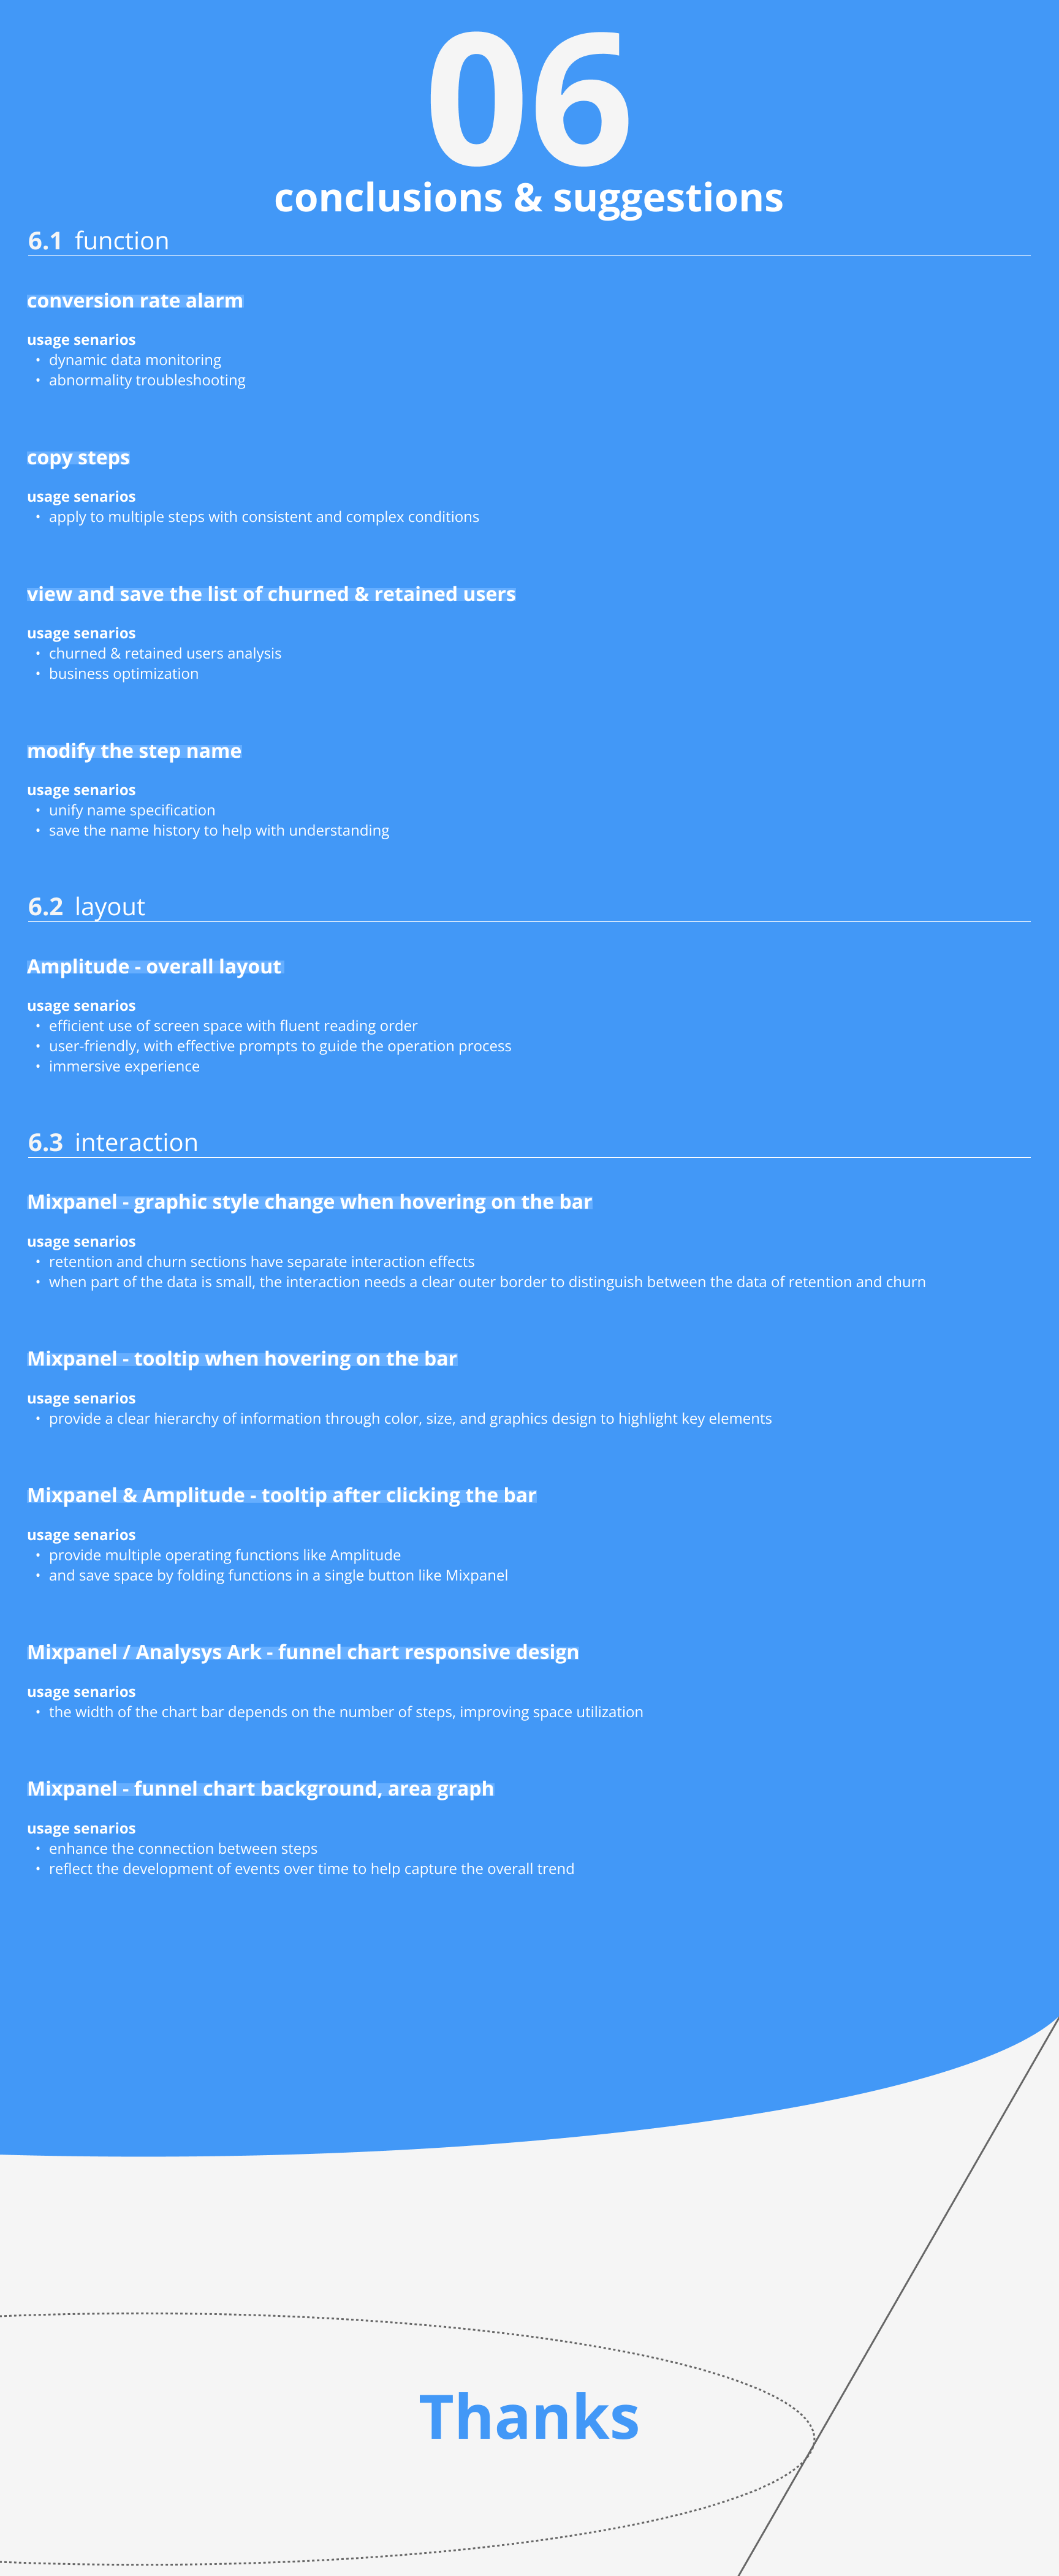 06
conclusions & suggestions
6.1 function
conversion rate alarm
usage senarios
• dynamic data monitoring
• abnormality troubleshooting
copy steps
usage senarios
• apply to multiple steps with consistent and complex conditions
view and save the list of churned & retained users
usage senarios
• churned & retained users analysis
• business optimization
modify the step name
usage senarios
• unify name specification
• save the name history to help with understanding
6.2 layout
Amplitude - overall layout
usage senarios
• efficient use of screen space with fluent reading order
• user-friendly, with effective prompts to guide the operation process
• immersive experience
6.3 interaction
Mixpanel - graphic style change when hovering on the bar
usage senarios
• retention and churn sections have separate interaction effects
• when part of the data is small, the interaction needs a clear outer border to distinguish between the data of retention and churn
Mixpanel - tooltip when hovering on the bar
usage senarios
• provide a clear hierarchy of information through color, size, and graphics design to highlight key elements
Mixpanel & Amplitude - tooltip after clicking the bar
usage senarios
• provide multiple operating functions like Amplitude
• and save space by folding functions in a single button like Mixpanel
Mixpanel / Analysys Ark - funnel chart responsive design
usage senarios
• the width of the chart bar depends on the number of steps, improving space utilization
Mixpanel - funnel chart background, area graph
usage senarios
• enhance the connection between steps
• reflect the development of events over time to help capture the overall trend
Thanks